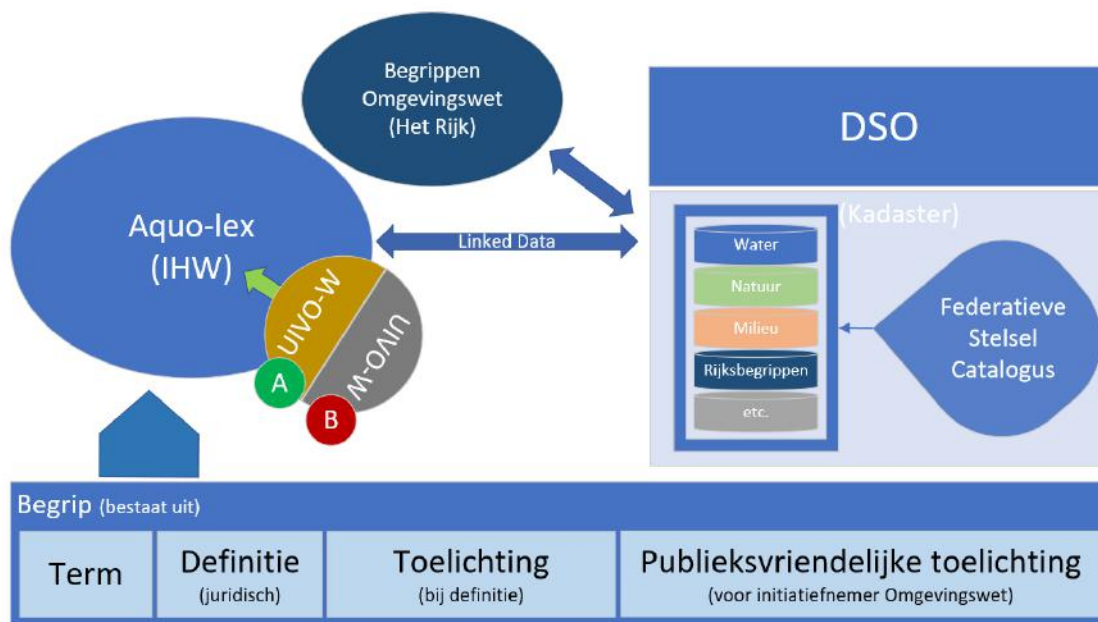 Begrippen
Omgevingswet
(Het Rijk)
DSO
(Kadaster)
Aquo-lex
(IHW)
Linked Data
Water
Natuur
Milieu
Rijksbegrippen
etc.
Federatieve
Stelsel
Catalogus
UIVO-W
UIVO-W
A
B
Begrip (bestaat uit)
Term
Definitie
(juridisch)
Toelichting
(bij definitie)
Publieksvriendelijke toelichting
(voor initiatiefnemer Omgevingswet)